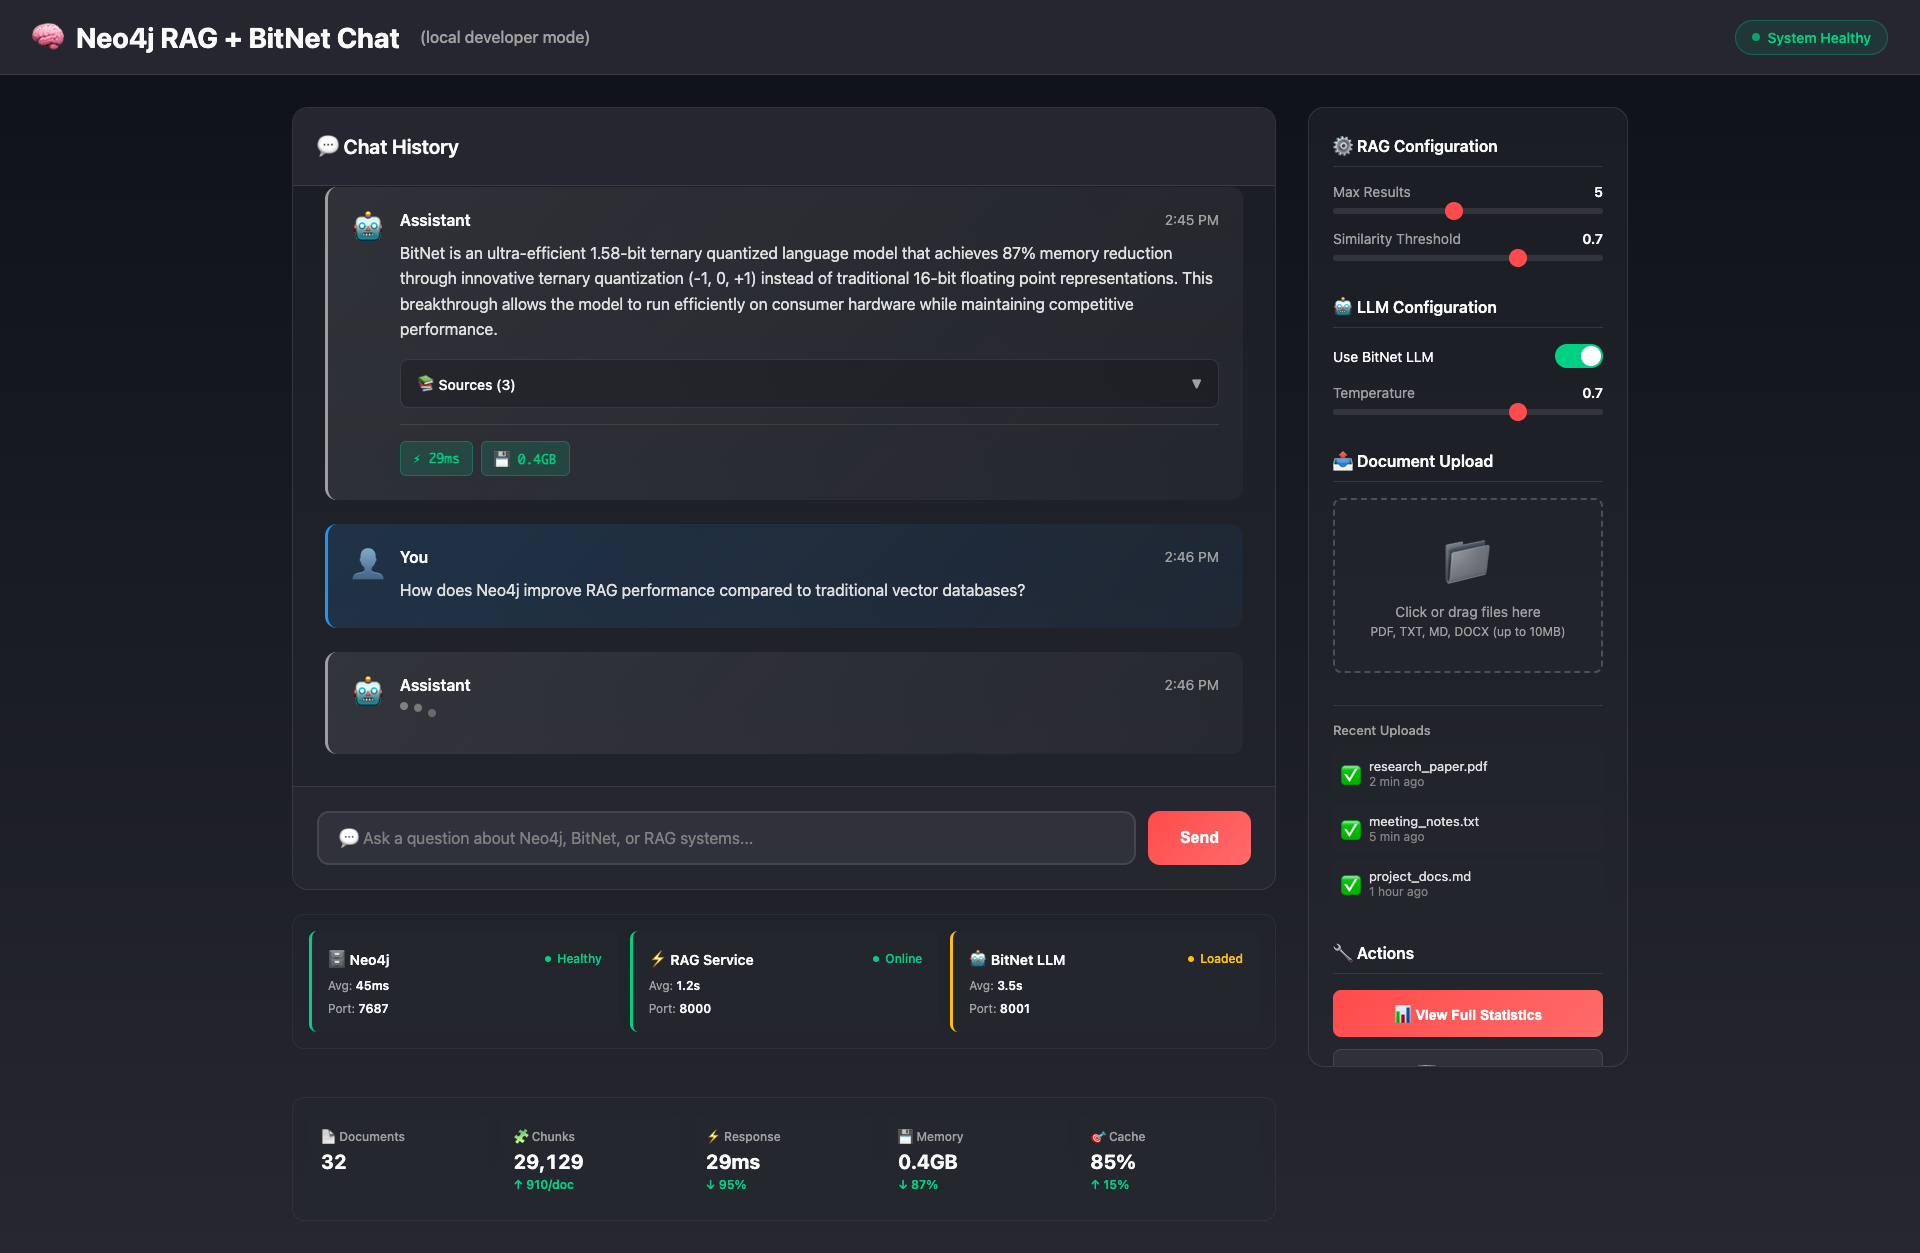 Neo4j RAG + BitNet Chat (local developer mode)
System Healthy
Chat History
Assistant 2:45 PM
BitNet is an ultra-efficient 1.58-bit ternary quantized language model that achieves 87% memory reduction
through innovative ternary quantization (-1, 0, +1) instead of traditional 16-bit floating point representations. This
breakthrough allows the model to run efficiently on consumer hardware while maintaining competitive
performance.
Sources (3) ▼
⚡ 29ms 0.4GB
You 2:46 PM
How does Neo4j improve RAG performance compared to traditional vector databases?
Assistant 2:46 PM
Ask a question about Neo4j, BitNet, or RAG systems...
Send
Neo4j Healthy
Avg: 45ms
Port: 7687
RAG Service Online
Avg: 1.2s
Port: 8000
BitNet LLM Loaded
Avg: 3.5s
Port: 8001
Documents
32
Chunks
29,129
↑ 910/doc
Response
29ms
↓ 95%
Memory
0.4GB
↓ 87%
Cache
85%
↑ 15%
RAG Configuration
Max Results 5
Similarity Threshold 0.7
LLM Configuration
Use BitNet LLM
Temperature 0.7
Document Upload
Click or drag files here
PDF, TXT, MD, DOCX (up to 10MB)
Recent Uploads
research_paper.pdf
2 min ago
meeting_notes.txt
5 min ago
project_docs.md
1 hour ago
Actions
View Full Statistics